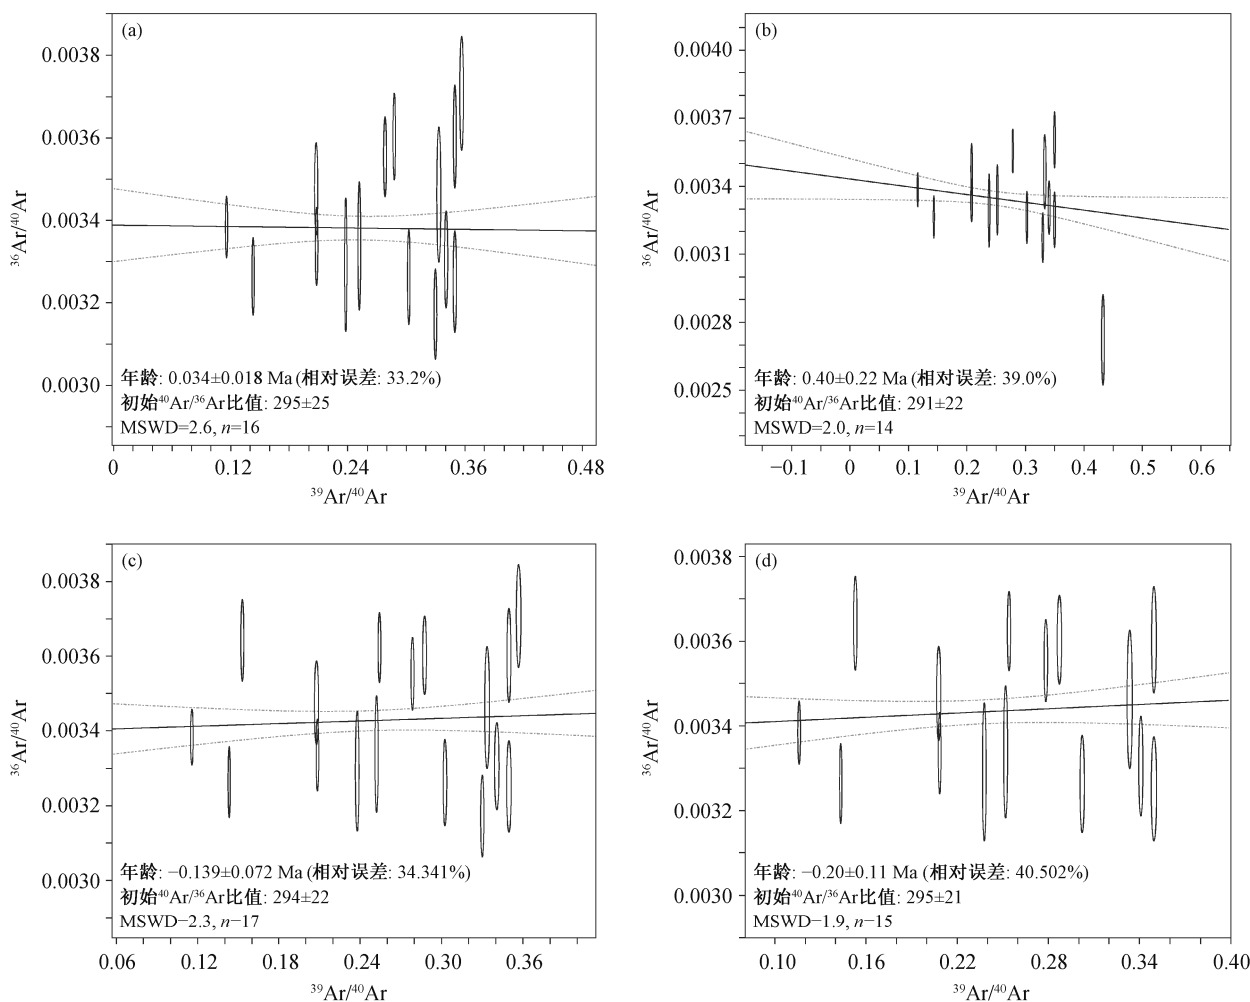 (a)
0.0038
0.0036
0.0034
0.0032
0.0030
³⁶Ar/⁴⁰Ar
年龄: 0.034±0.018 Ma (相对误差: 33.2%)
初始⁴⁰Ar/³⁶Ar比值: 295±25
MSWD=2.6, n=16
0 0.12 0.24 0.36 0.48
³⁹Ar/⁴⁰Ar
(b)
0.0040
0.0037
0.0034
0.0031
0.0028
0.0025
³⁶Ar/⁴⁰Ar
年龄: 0.40±0.22 Ma (相对误差: 39.0%)
初始⁴⁰Ar/³⁶Ar比值: 291±22
MSWD=2.0, n=14
−0.1 0 0.1 0.2 0.3 0.4 0.5 0.6
³⁹Ar/⁴⁰Ar
(c)
0.0038
0.0036
0.0034
0.0032
0.0030
³⁶Ar/⁴⁰Ar
年龄: −0.139±0.072 Ma (相对误差: 34.341%)
初始⁴⁰Ar/³⁶Ar比值: 294±22
MSWD−2.3, n−17
0.06 0.12 0.18 0.24 0.30 0.36
³⁹Ar/⁴⁰Ar
(d)
0.0038
0.0036
0.0034
0.0032
0.0030
³⁶Ar/⁴⁰Ar
年龄: −0.20±0.11 Ma (相对误差: 40.502%)
初始⁴⁰Ar/³⁶Ar比值: 295±21
MSWD−1.9, n−15
0.10 0.16 0.22 0.28 0.34 0.40
³⁹Ar/⁴⁰Ar